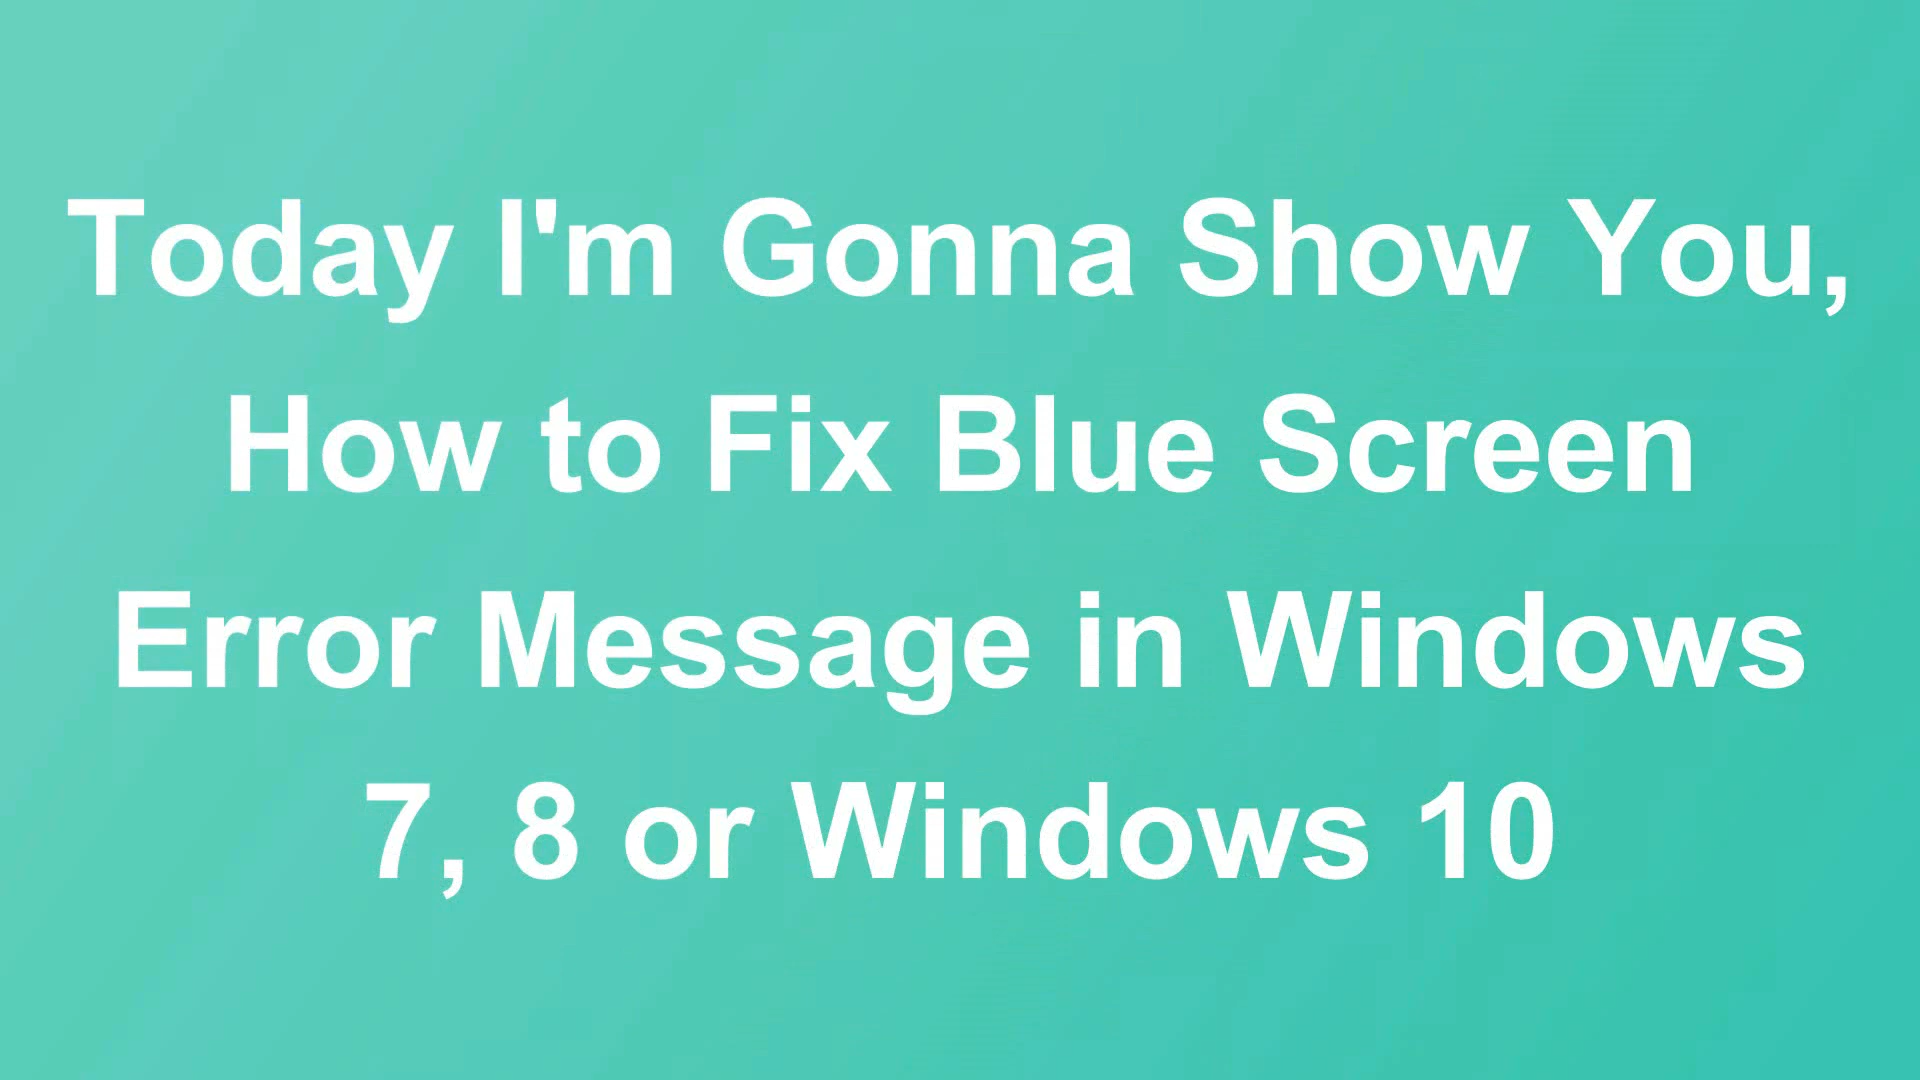 Today I'm Gonna Show You,
How to Fix Blue Screen
Error Message in Windows
7, 8 or Windows 10